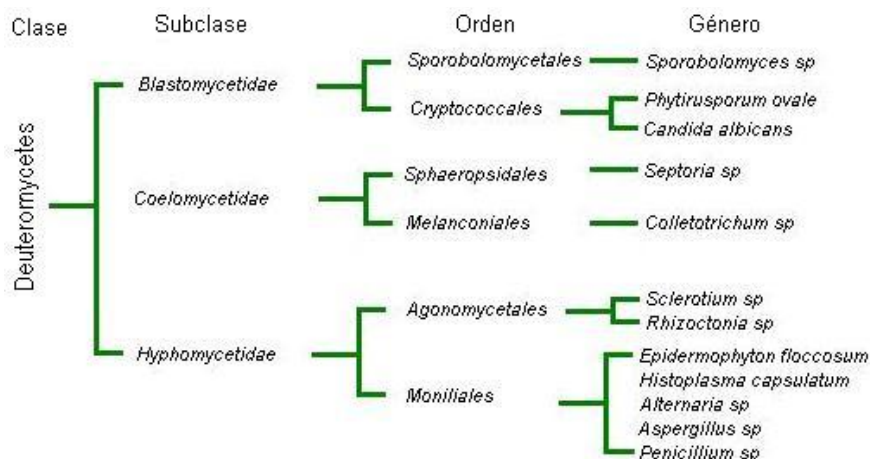 Clase Subclase Orden Género
Deuteromycetes
Blastomycetidae
Sporobolomycetales
Sporobolomyces sp
Cryptococcales
Phytirusporum ovale
Candida albicans
Coelomycetidae
Sphaeropsidales
Septoria sp
Melanconiales
Colletotrichum sp
Hyphomycetidae
Agonomycetales
Sclerotium sp
Rhizoctonia sp
Moniliales
Epidermophyton floccosum
Histoplasma capsulatum
Alternaria sp
Aspergillus sp
Penicillium sp